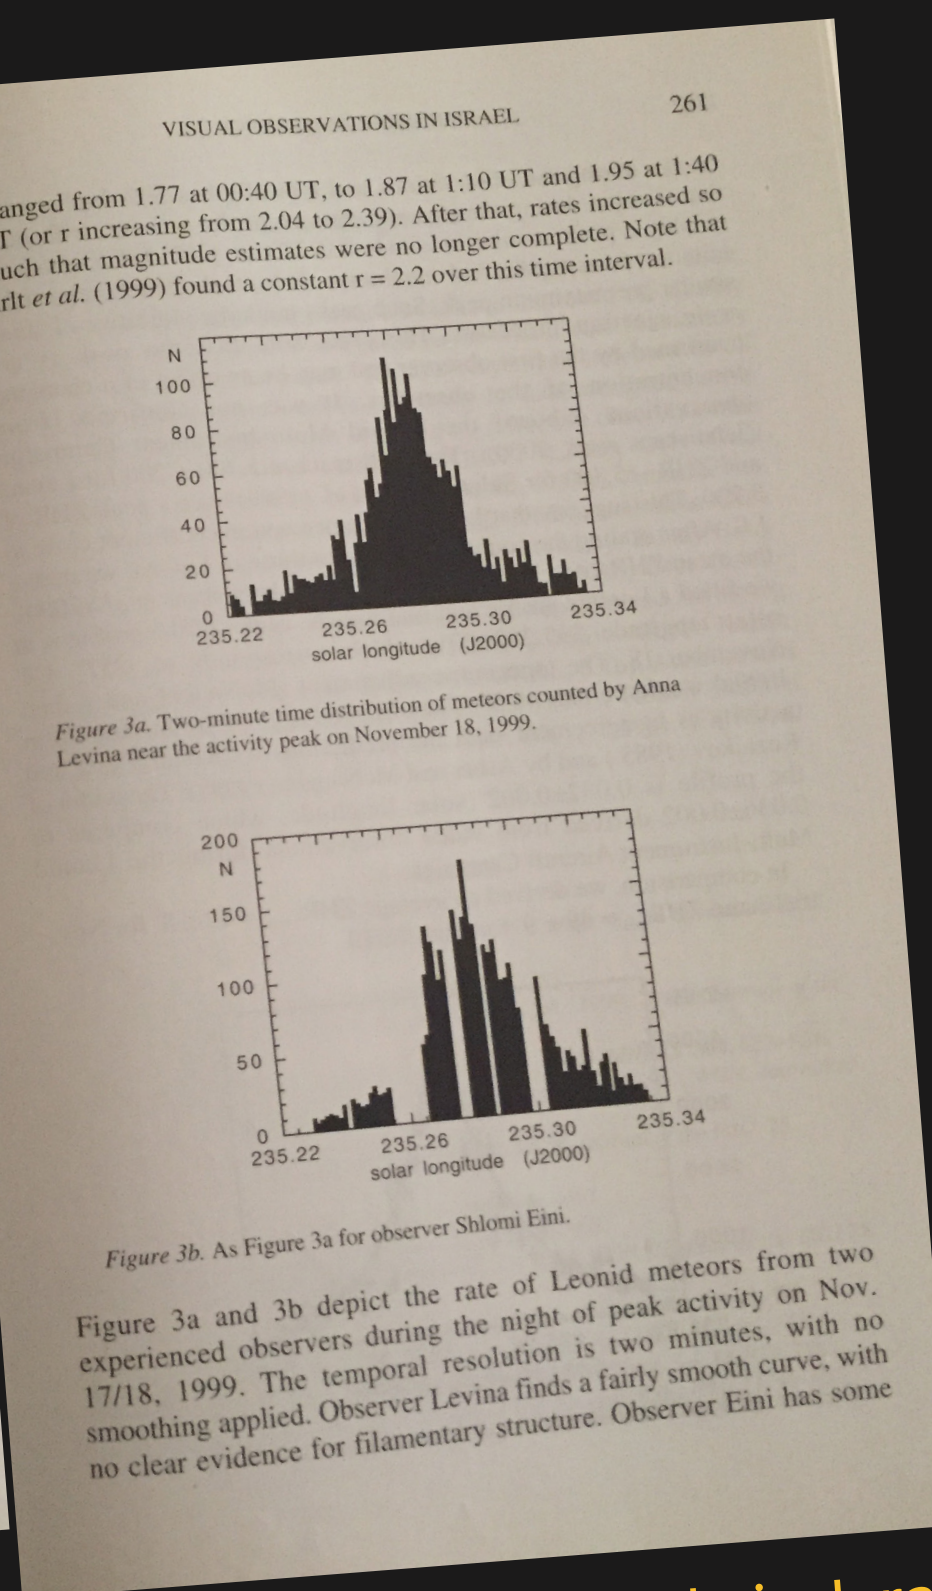 VISUAL OBSERVATIONS IN ISRAEL 261
anged from 1.77 at 00:40 UT, to 1.87 at 1:10 UT and 1.95 at 1:40
T (or r increasing from 2.04 to 2.39). After that, rates increased so
uch that magnitude estimates were no longer complete. Note that
rlt et al. (1999) found a constant r = 2.2 over this time interval.
N
100
80
60
40
20
0
235.22 235.26 235.30 235.34
solar longitude (J2000)
Figure 3a. Two-minute time distribution of meteors counted by Anna
Levina near the activity peak on November 18, 1999.
200
N
150
100
50
0
235.22 235.26 235.30 235.34
solar longitude (J2000)
Figure 3b. As Figure 3a for observer Shlomi Eini.
Figure 3a and 3b depict the rate of Leonid meteors from two
experienced observers during the night of peak activity on Nov.
17/18, 1999. The temporal resolution is two minutes, with no
smoothing applied. Observer Levina finds a fairly smooth curve, with
no clear evidence for filamentary structure. Observer Eini has some